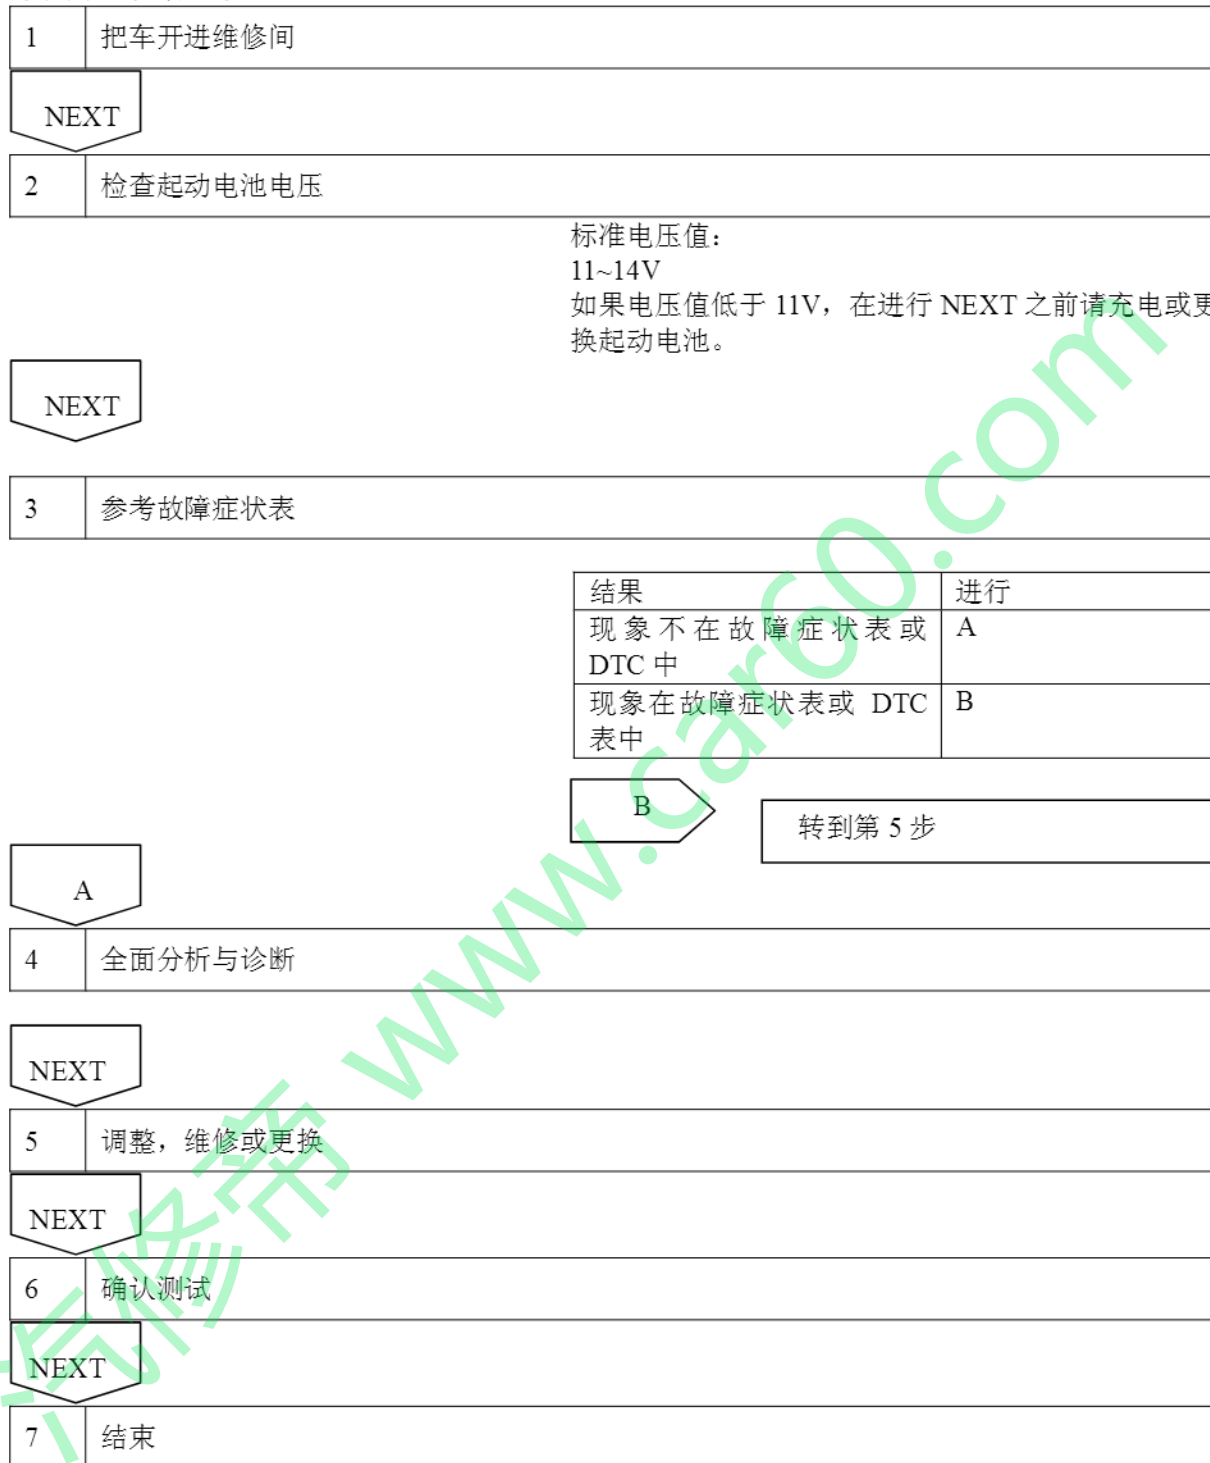 1 把车开进维修间
NEXT
2 检查起动电池电压
标准电压值：
11~14V
如果电压值低于 11V，在进行 NEXT 之前请充电或更
换起动电池。
NEXT
3 参考故障症状表
结果 进行
现象不在故障症状表或 A
DTC 中
现象在故障症状表或 DTC B
表中
B
转到第 5 步
A
4 全面分析与诊断
NEXT
5 调整，维修或更换
NEXT
6 确认测试
NEXT
7 结束
汽修帝 www.car60.com